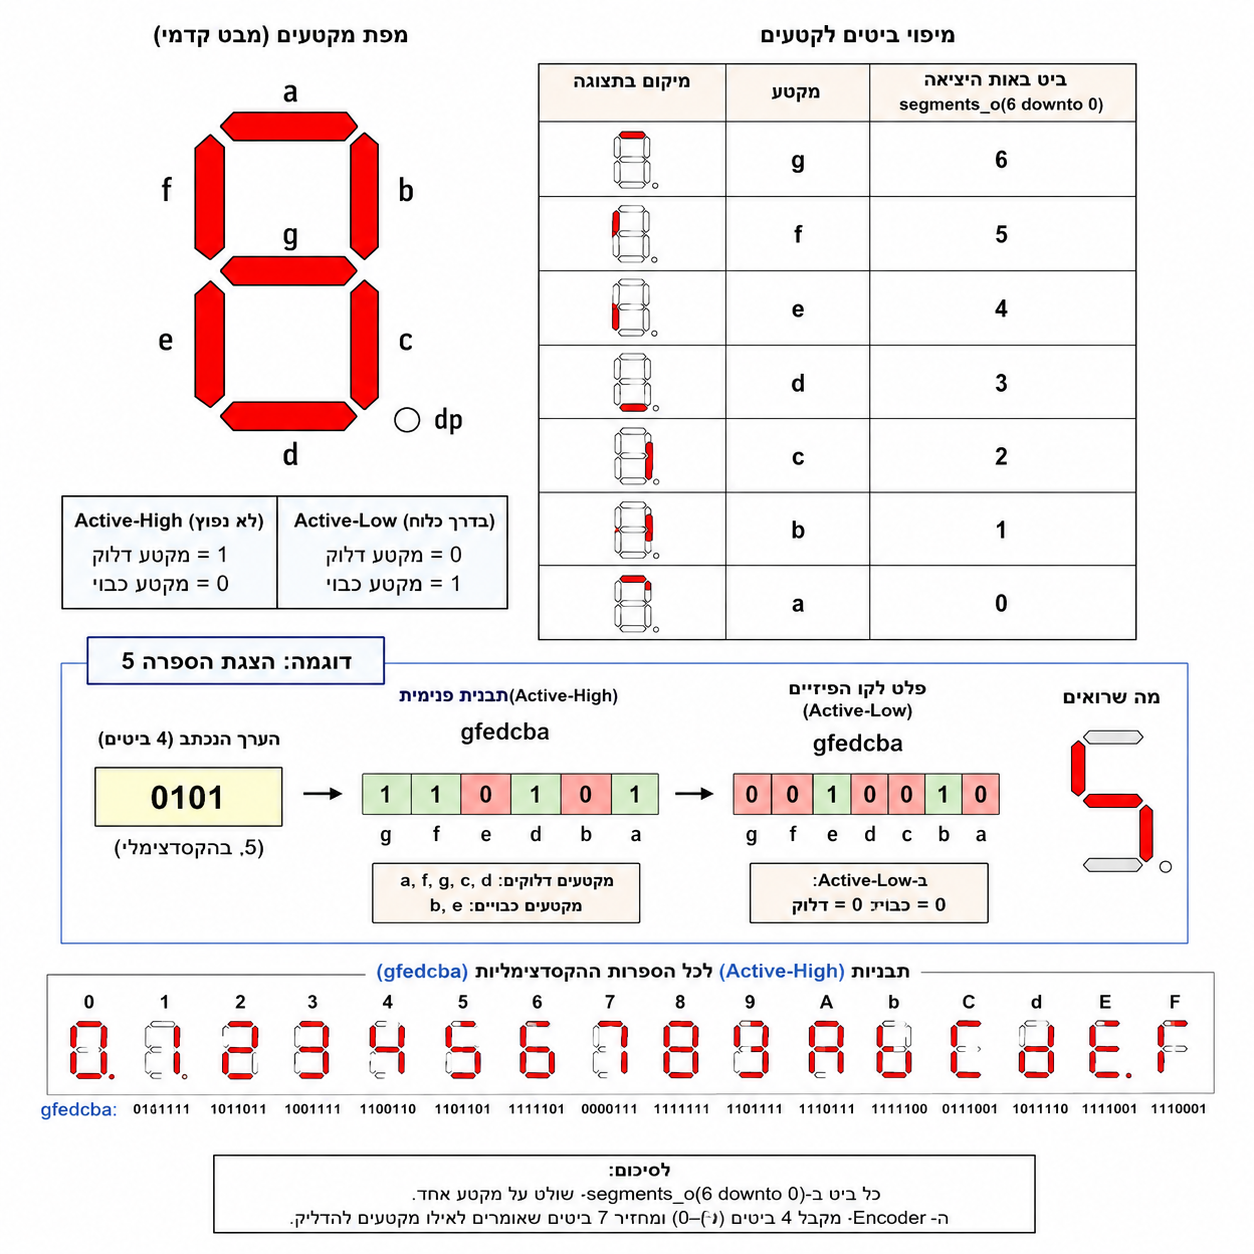 מפת מקטעים (מבט קדמי)
a
f
b
g
e
c
dp
d
Active-High (לא נפוץ)
1 = מקטע דלוק
0 = מקטע כבוי
Active-Low (בדרך כלוח)
0 = מקטע דלוק
1 = מקטע כבוי
מיפוי ביטים לקטעים
מיקום בתצוגה
מקטע
ביט באות היציאה
segments_o(6 downto 0)
g 6
f 5
e 4
d 3
c 2
b 1
a 0
דוגמה: הצגת הספרה 5
הערך הנכתב (4 ביטים)
0101
(5, בהקסדצימלי)
תבנית פנימית(Active-High)
gfedcba
1 1 0 1 0 1
g f e d b a
מקטעים דלוקים: a, f, g, c, d
מקטעים כבויים: b, e
פלט לקו הפיזיים
(Active-Low)
gfedcba
0 0 1 0 0 1 0
g f e d c b a
ב-Active-Low:
0 = כבוי: 0 = דלוק
מה שרואים
תבניות (Active-High) לכל הספרות ההקסדצימליות (gfedcba)
0 1 2 3 4 5 6 7 8 9 A b C d E F
gfedcba: 1011011 1001111 1100110 1101101 1111101 0000111 1111111 1101111 1110111 1111100 0111001 1011110 1111001 1110001
לסיכום:
כל ביט ב-segments_o(6 downto 0)- שולט על מקטע אחד.
ה- Encoder- מקבל 4 ביטים ומחזיר 7 ביטים שאומרים לאילו מקטעים להדליק.